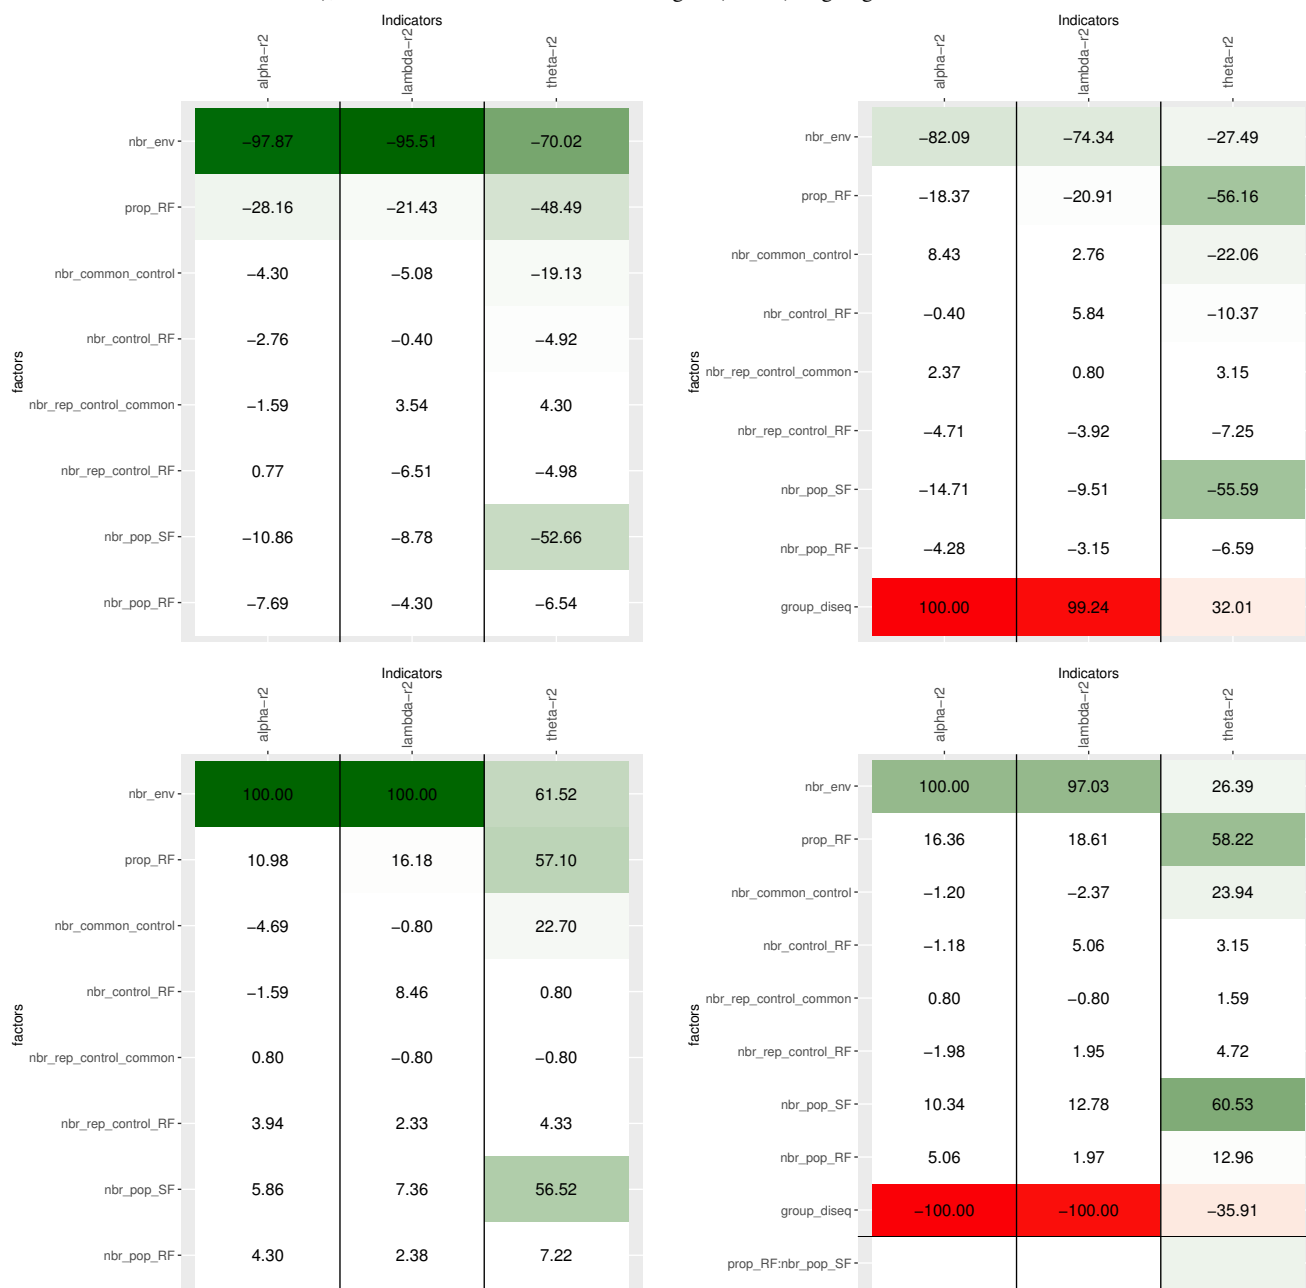 Indicators
alpha−r2 lambda−r2 theta−r2
factors
nbr_env −97.87 −95.51 −70.02
prop_RF −28.16 −21.43 −48.49
nbr_common_control −4.30 −5.08 −19.13
nbr_control_RF −2.76 −0.40 −4.92
nbr_rep_control_common −1.59 3.54 4.30
nbr_rep_control_RF 0.77 −6.51 −4.98
nbr_pop_SF −10.86 −8.78 −52.66
nbr_pop_RF −7.69 −4.30 −6.54
Indicators
alpha−r2 lambda−r2 theta−r2
factors
nbr_env −82.09 −74.34 −27.49
prop_RF −18.37 −20.91 −56.16
nbr_common_control 8.43 2.76 −22.06
nbr_control_RF −0.40 5.84 −10.37
nbr_rep_control_common 2.37 0.80 3.15
nbr_rep_control_RF −4.71 −3.92 −7.25
nbr_pop_SF −14.71 −9.51 −55.59
nbr_pop_RF −4.28 −3.15 −6.59
group_diseq 100.00 99.24 32.01
Indicators
alpha−r2 lambda−r2 theta−r2
factors
nbr_env 100.00 100.00 61.52
prop_RF 10.98 16.18 57.10
nbr_common_control −4.69 −0.80 22.70
nbr_control_RF −1.59 8.46 0.80
nbr_rep_control_common 0.80 −0.80 −0.80
nbr_rep_control_RF 3.94 2.33 4.33
nbr_pop_SF 5.86 7.36 56.52
nbr_pop_RF 4.30 2.38 7.22
Indicators
alpha−r2 lambda−r2 theta−r2
factors
nbr_env 100.00 97.03 26.39
prop_RF 16.36 18.61 58.22
nbr_common_control −1.20 −2.37 23.94
nbr_control_RF −1.18 5.06 3.15
nbr_rep_control_common 0.80 −0.80 1.59
nbr_rep_control_RF −1.98 1.95 4.72
nbr_pop_SF 10.34 12.78 60.53
nbr_pop_RF 5.06 1.97 12.96
group_diseq −100.00 −100.00 −35.91
prop_RF:nbr_pop_SF